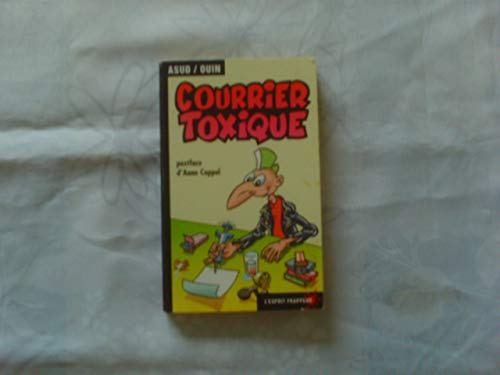 ASUD / OUIN
COURRIER
TOXIQUE
postface
d'Anne Coppel
L'ESPRIT FRAPPEUR